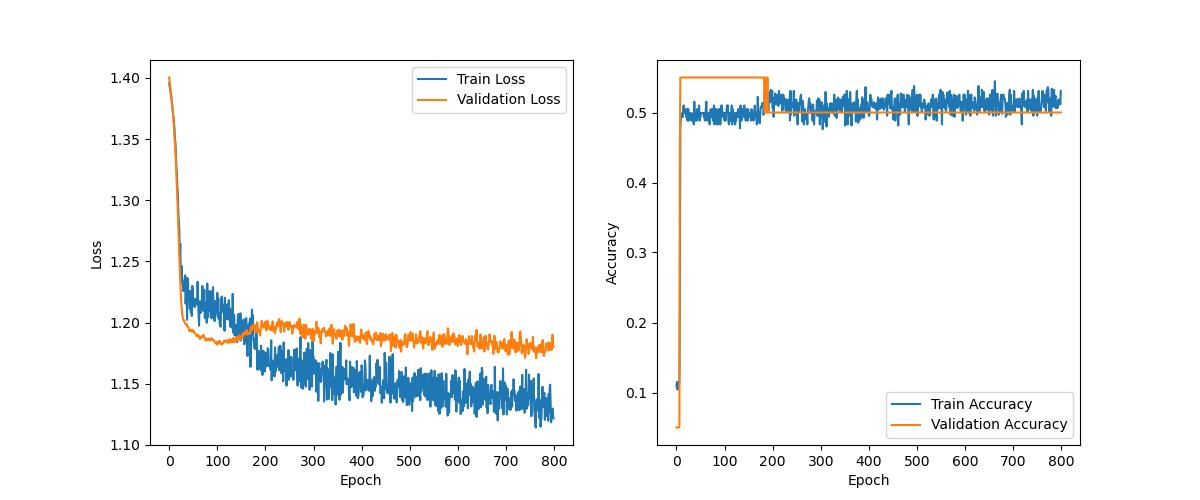 1.40
1.35
1.30
1.25
1.20
1.15
1.10
Loss
0 100 200 300 400 500 600 700 800
Epoch
Train Loss
Validation Loss
0.5
0.4
0.3
0.2
0.1
Accuracy
0 100 200 300 400 500 600 700 800
Epoch
Train Accuracy
Validation Accuracy